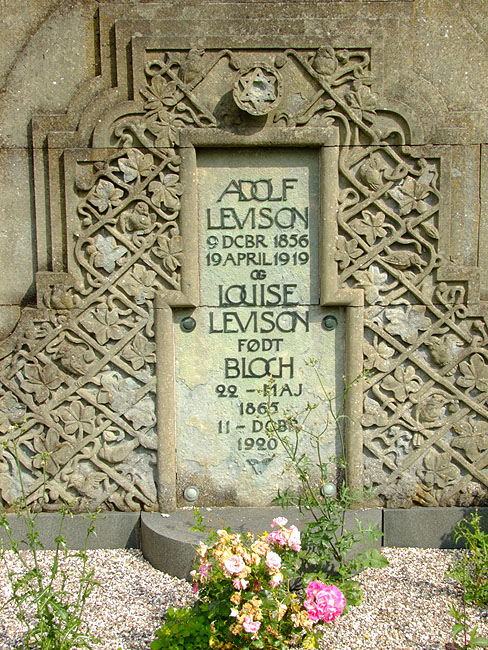 ADOLF
LEVISON
9 DCBR 1856
19 APRIL 1919
OG
LOUISE
LEVISON
FØDT
BLOCH
22 - MAJ
1865
11 - DCBR
1920